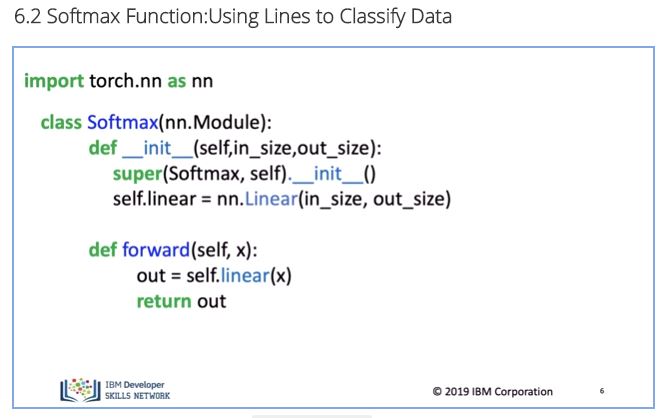 6.2 Softmax Function:Using Lines to Classify Data
import torch.nn as nn
class Softmax(nn.Module):
def __init__(self,in_size,out_size):
super(Softmax, self).__init__()
self.linear = nn.Linear(in_size, out_size)
def forward(self, x):
out = self.linear(x)
return out
IBM Developer
SKILLS NETWORK
© 2019 IBM Corporation
6